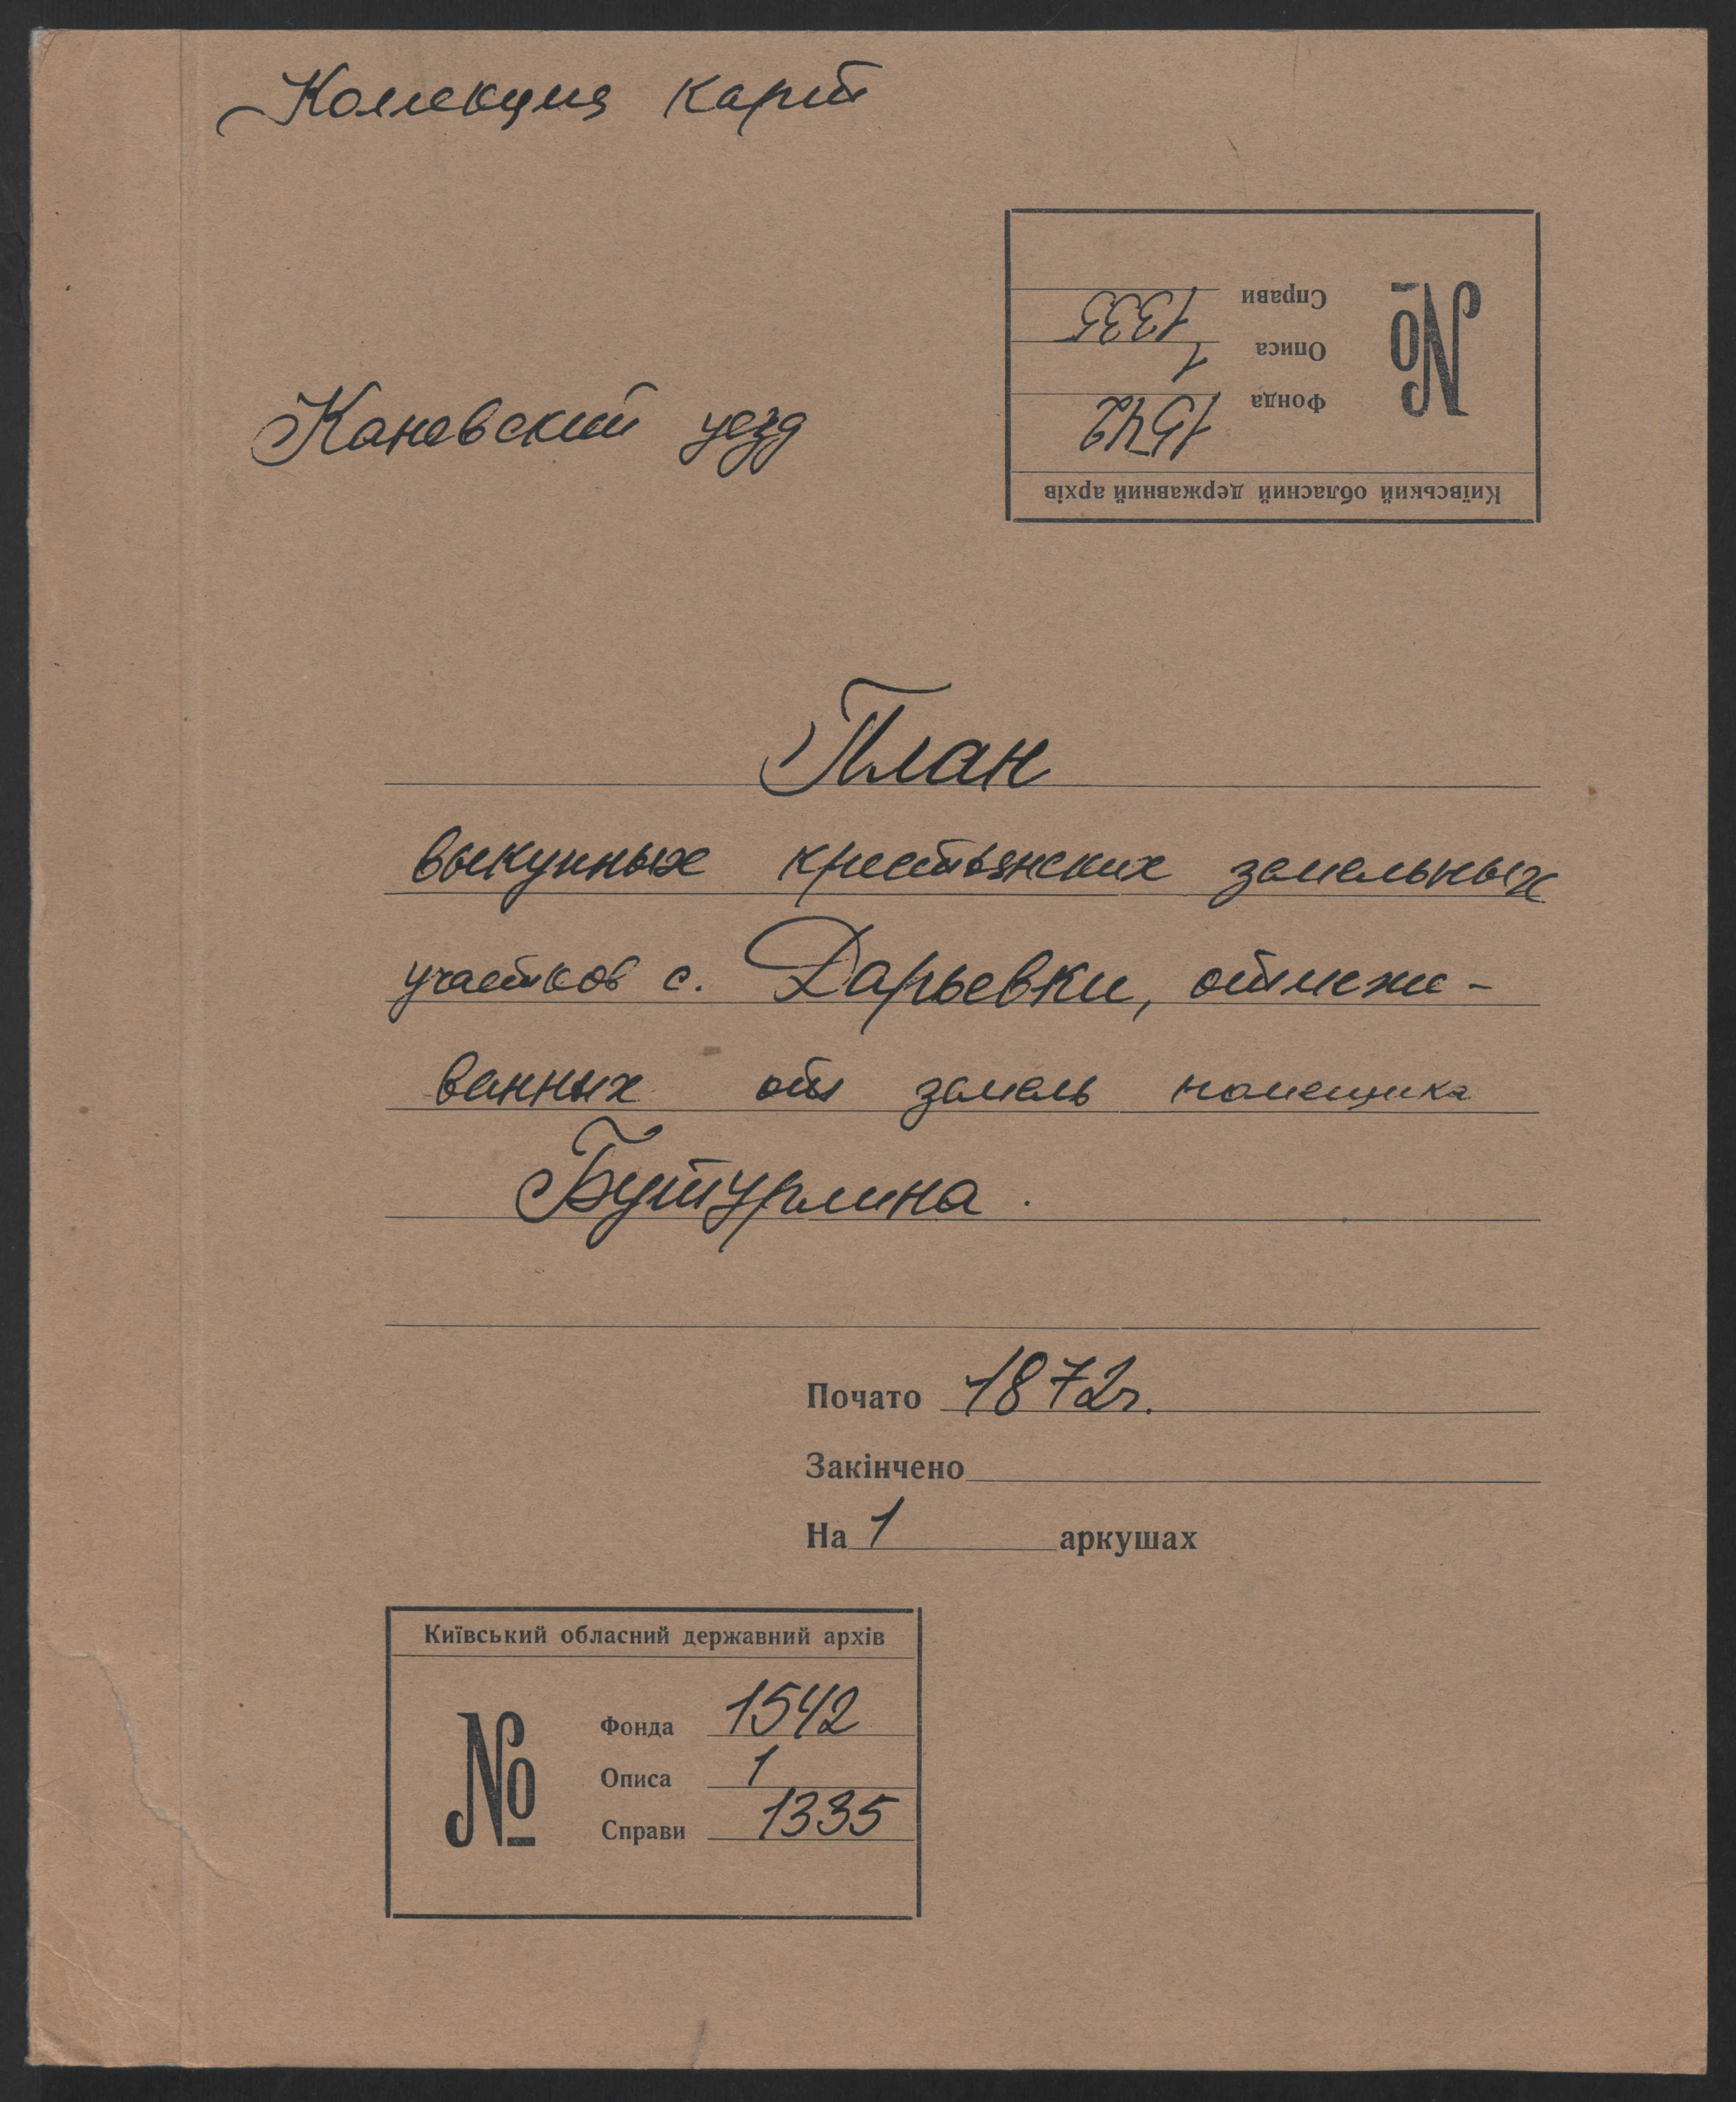 Коллекция карт
Справи 1335
Описа 1
Фонда 1542
№
Київський обласний державний архів
Каневский уезд
План
выкупных крестьянских земельных
участков с. Дарьевки, отмеже-
ванных от земель помещика
Бутурлина.
Почато 1872г.
Закінчено
На 1 аркушах
Київський обласний державний архів
№
Фонда 1542
Описа 1
Справи 1335